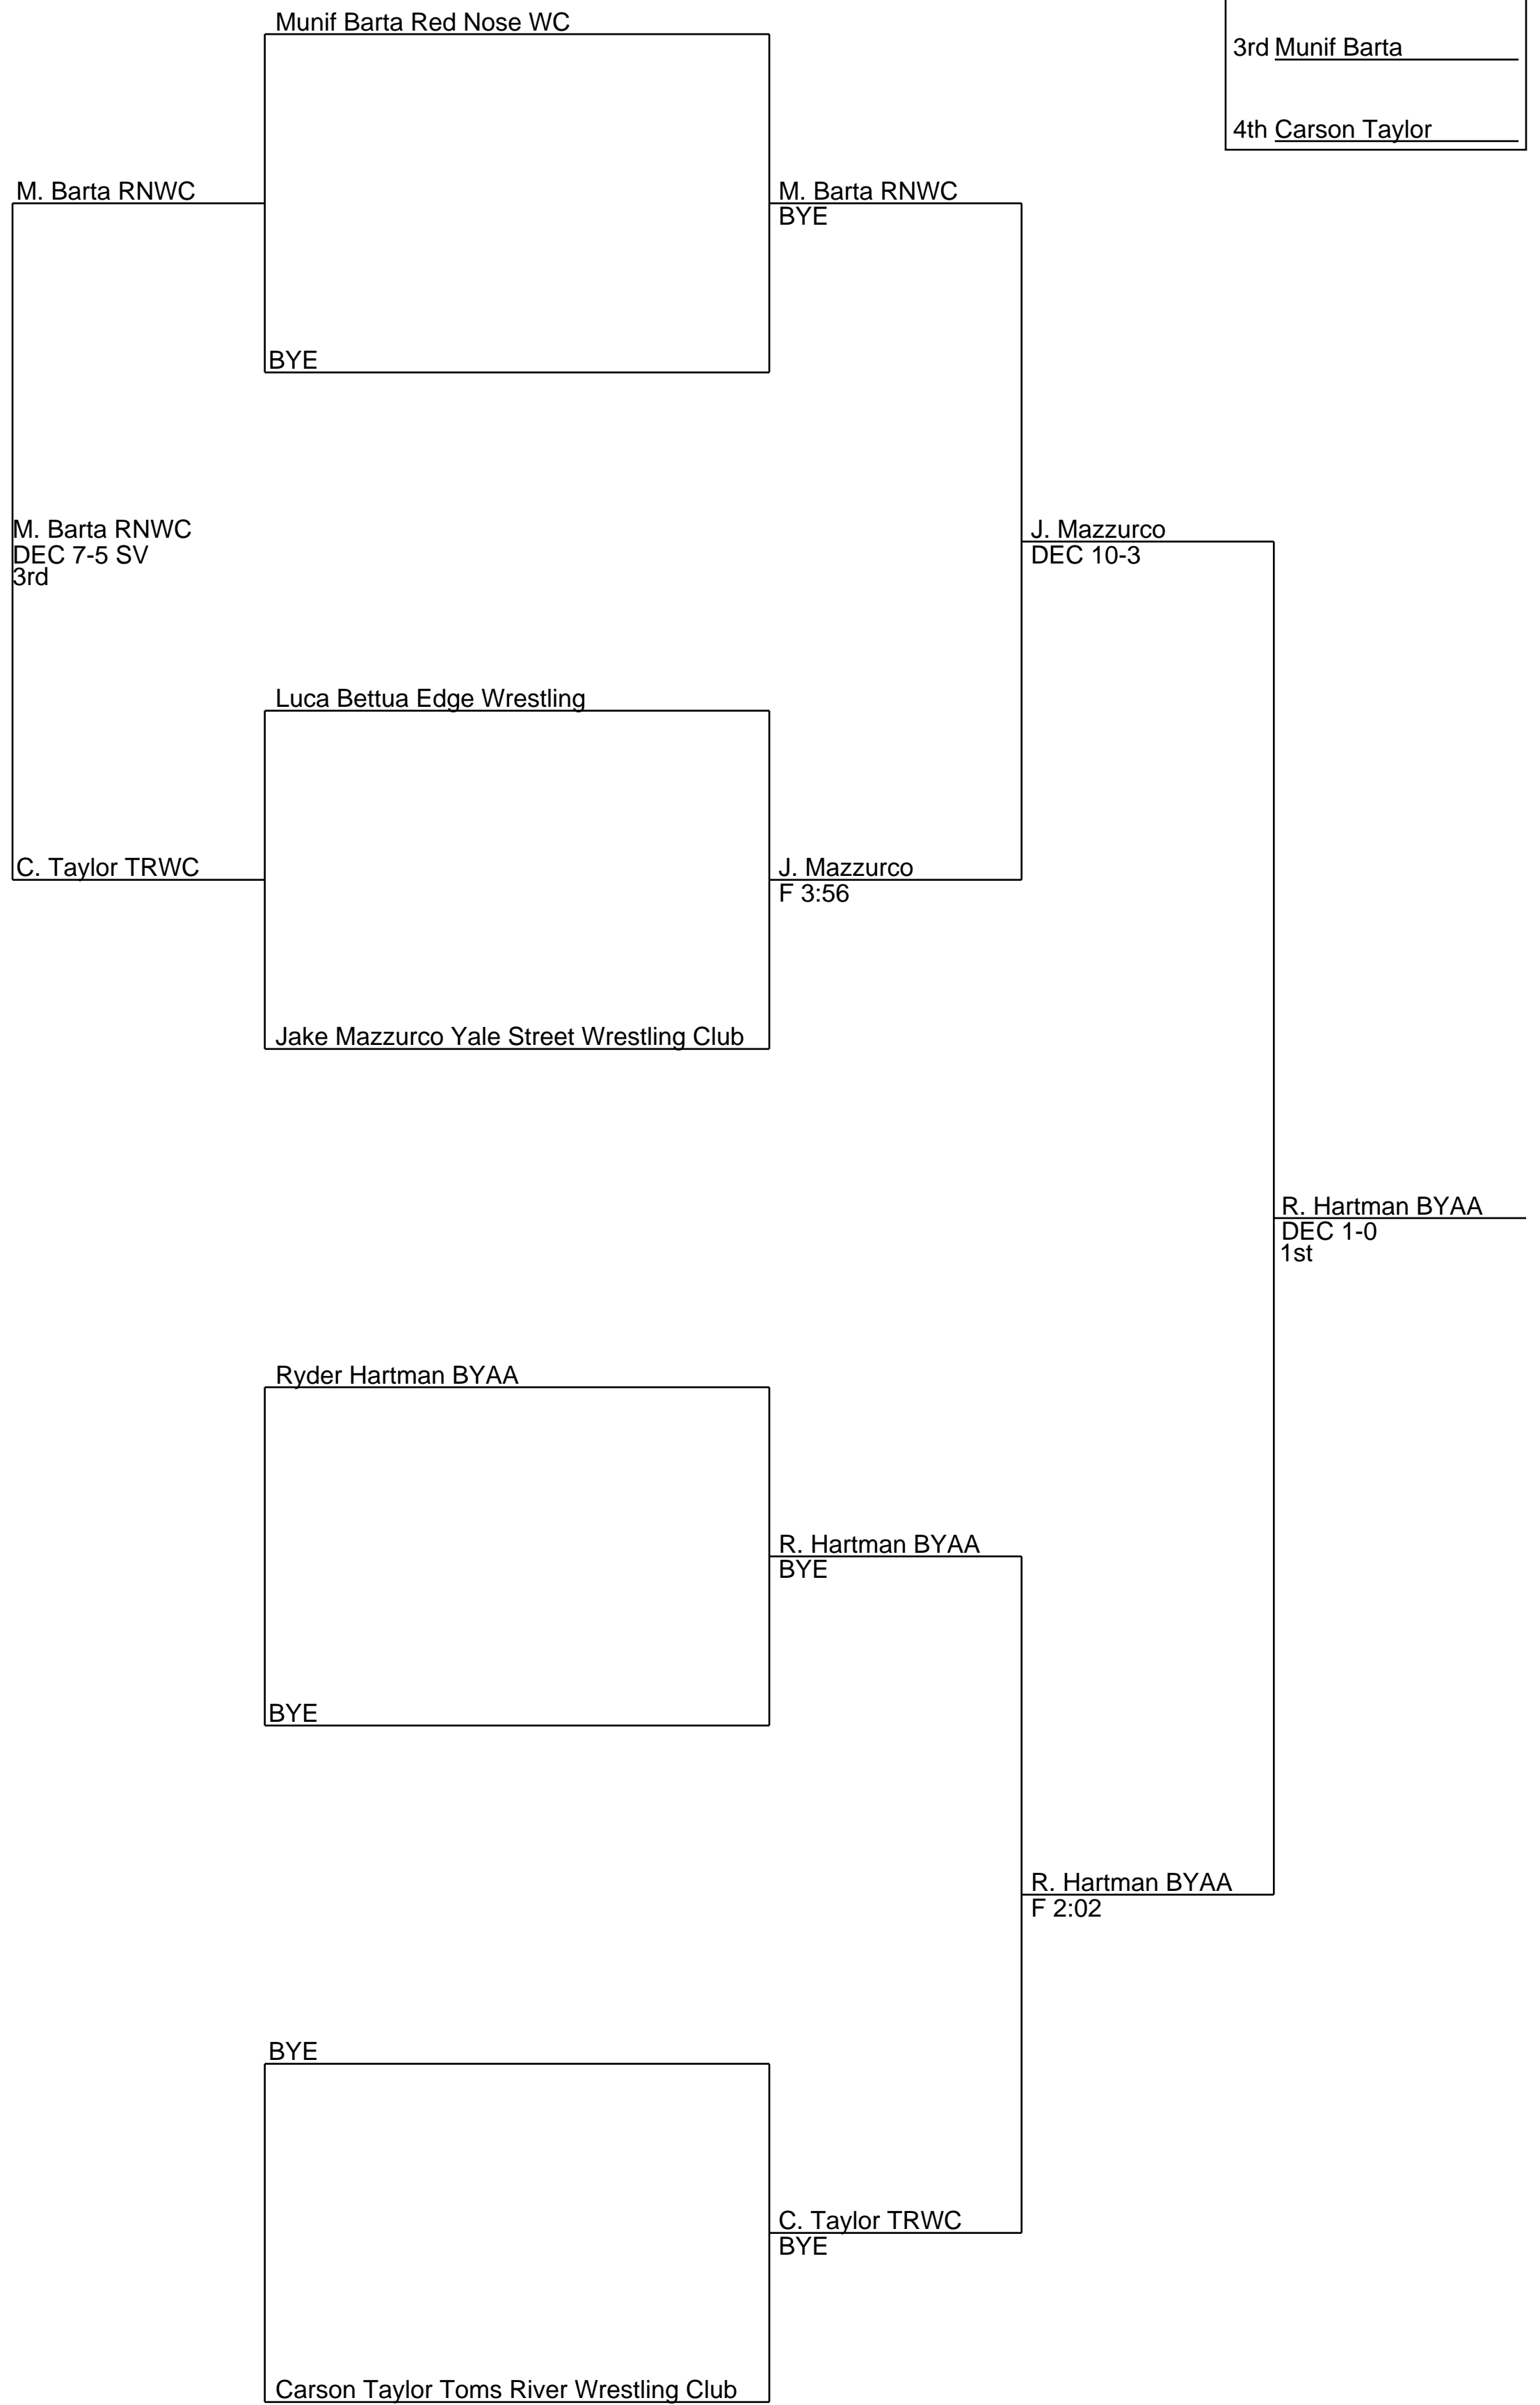 Munif Barta Red Nose WC
3rd Munif Barta
4th Carson Taylor
M. Barta RNWC
M. Barta RNWC
BYE
BYE
M. Barta RNWC
DEC 7-5 SV
3rd
J. Mazzurco
DEC 10-3
Luca Bettua Edge Wrestling
C. Taylor TRWC
J. Mazzurco
F 3:56
Jake Mazzurco Yale Street Wrestling Club
R. Hartman BYAA
DEC 1-0
1st
Ryder Hartman BYAA
R. Hartman BYAA
BYE
BYE
R. Hartman BYAA
F 2:02
BYE
C. Taylor TRWC
BYE
Carson Taylor Toms River Wrestling Club